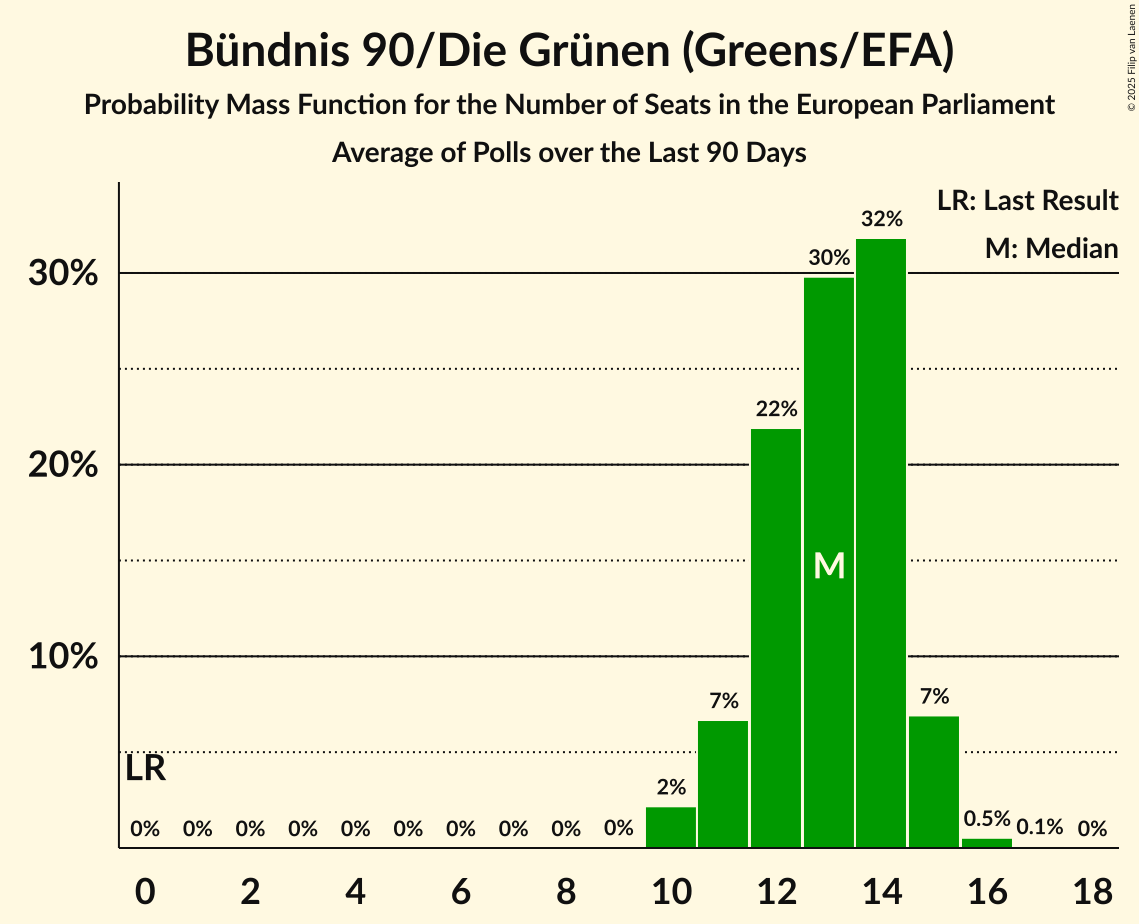 Bündnis 90/Die Grünen (Greens/EFA)
Probability Mass Function for the Number of Seats in the European Parliament
Average of Polls over the Last 90 Days
© 2025 Filip van Laenen
LR: Last Result
M: Median
30%
20%
10%
LR
M
0% 0% 0% 0% 0% 0% 0% 0% 0% 0% 2% 7% 22% 30% 32% 7% 0.5% 0.1% 0%
0 2 4 6 8 10 12 14 16 18